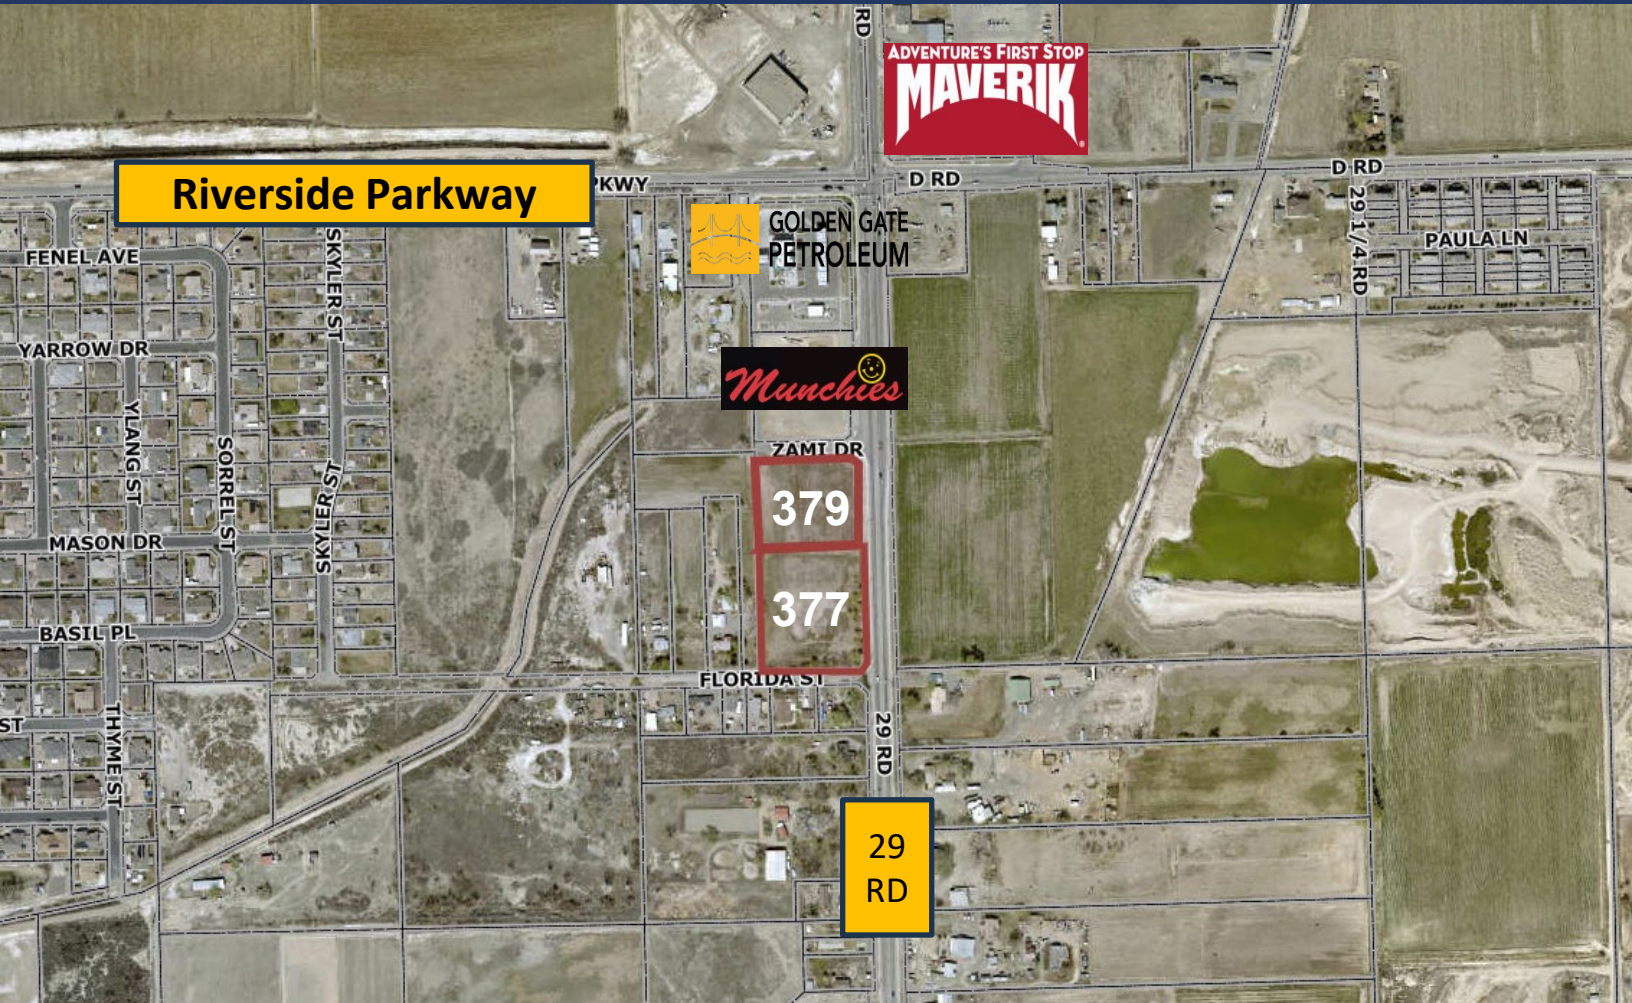 RD
ADVENTURE'S FIRST STOP
MAVERIK
Riverside Parkway
PKWY
D RD
D RD
29 1/4 RD
GOLDEN GATE
PETROLEUM
PAULA LN
FENEL AVE
SKYLER ST
YARROW DR
Munchies
YLANG ST
SORREL ST
ZAMI DR
SKYLER ST
379
MASON DR
377
BASIL PL
FLORIDA ST
ST
THYME ST
29 RD
29
RD